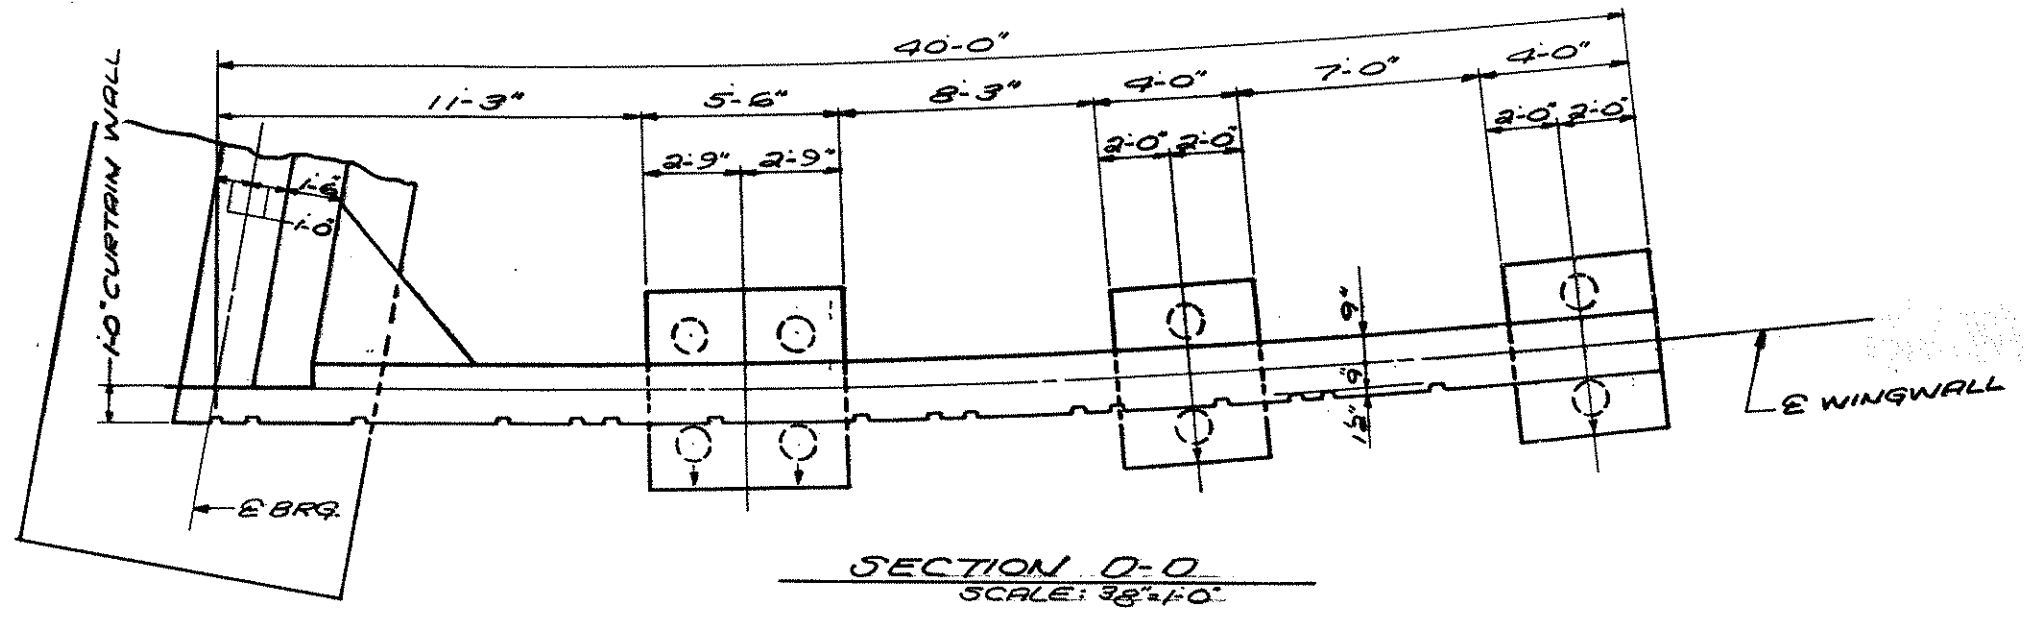 40'-0"
11'-3" 5'-6" 8'-3" 4'-0" 7'-0" 4'-0"
2'-9" 2'-9" 2'-0" 2'-0" 2'-0" 2'-0"
1'-0" CURTAIN WALL
1'-6"
1'-0"
9"
9"
1½"
℄ WINGWALL
℄ BRG.
SECTION D-D
SCALE: 3/8"=1'-0"